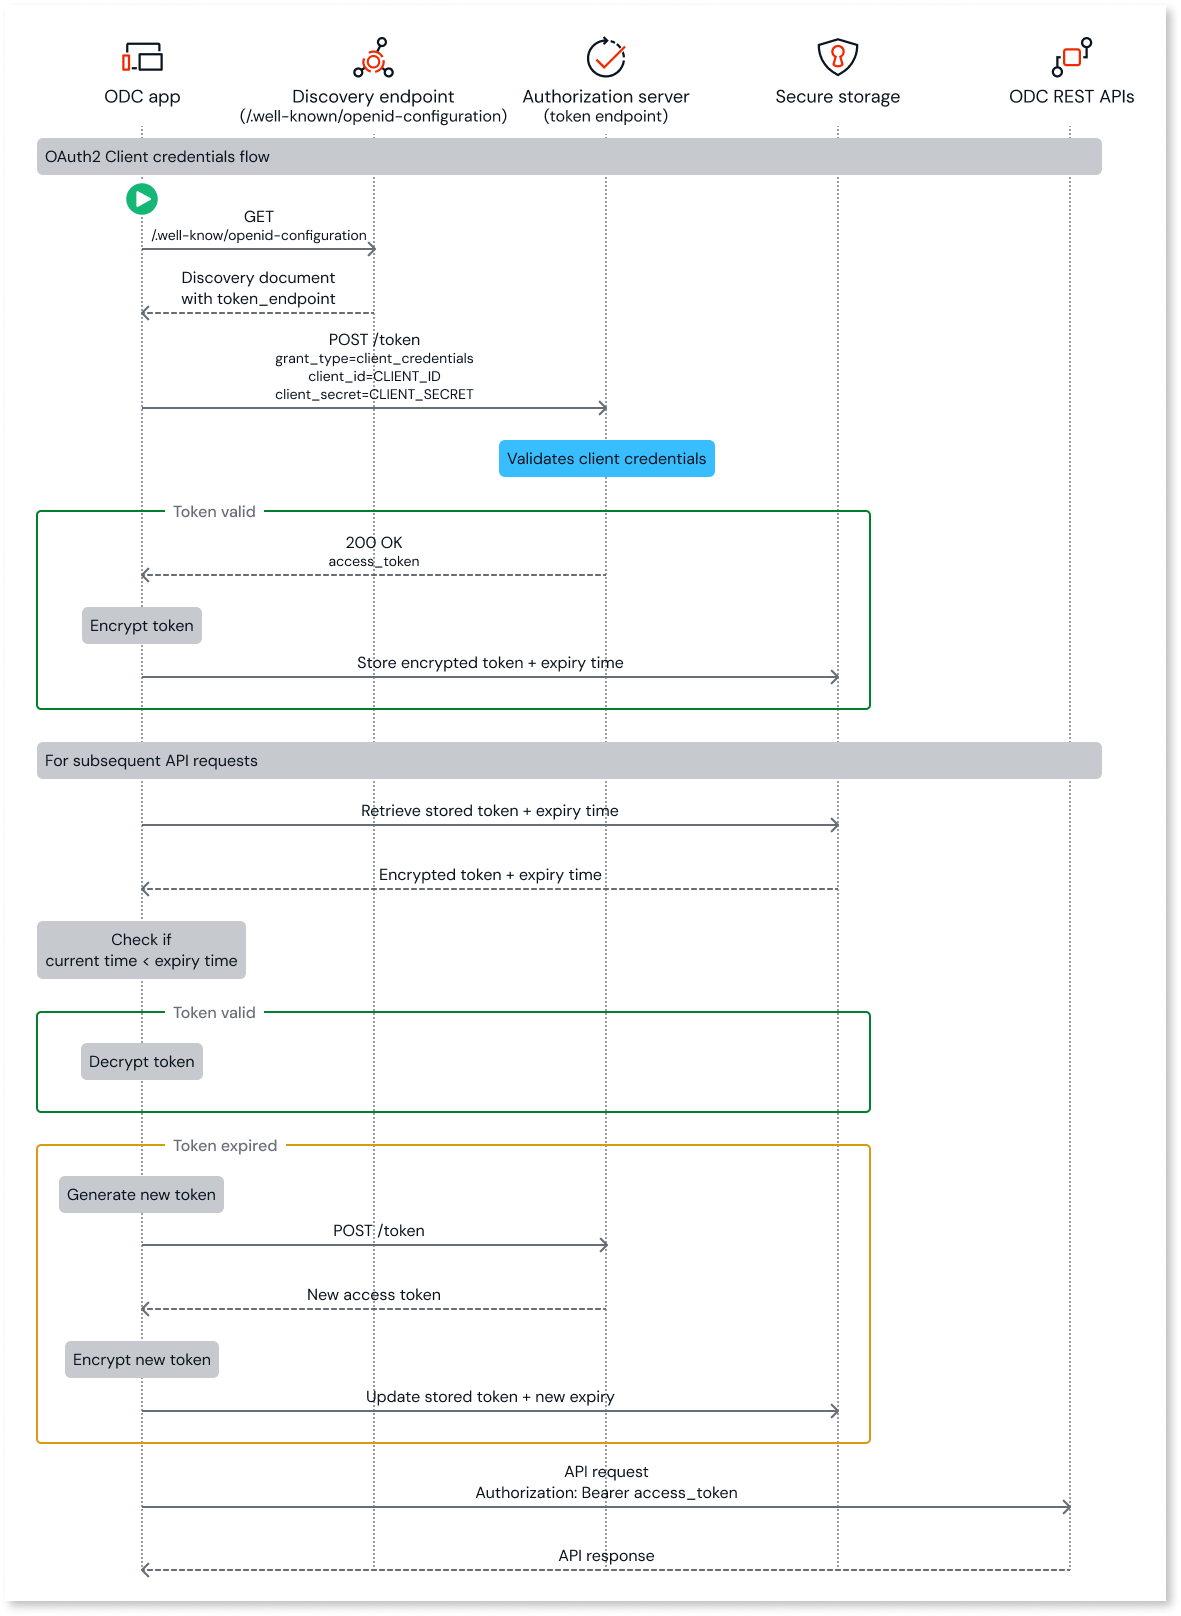 ODC app
Discovery endpoint
(/.well-known/openid-configuration)
Authorization server
(token endpoint)
Secure storage
ODC REST APIs
OAuth2 Client credentials flow
GET
/.well-know/openid-configuration
Discovery document
with token_endpoint
POST /token
grant_type=client_credentials
client_id=CLIENT_ID
client_secret=CLIENT_SECRET
Validates client credentials
Token valid
200 OK
access_token
Encrypt token
Store encrypted token + expiry time
For subsequent API requests
Retrieve stored token + expiry time
Encrypted token + expiry time
Check if
current time < expiry time
Token valid
Decrypt token
Token expired
Generate new token
POST /token
New access token
Encrypt new token
Update stored token + new expiry
API request
Authorization: Bearer access_token
API response